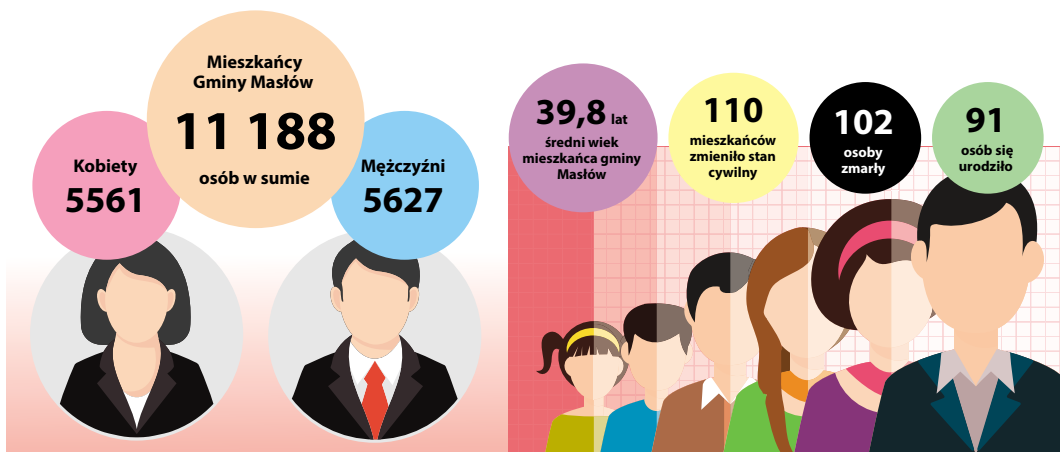 Mieszkańcy
Gminy Masłów
11 188
osób w sumie
Kobiety
5561
Mężczyźni
5627
39,8 lat
średni wiek
mieszkańca gminy
Masłów
110
mieszkańców
zmieniło stan
cywilny
102
osoby
zmarły
91
osób się
urodziło